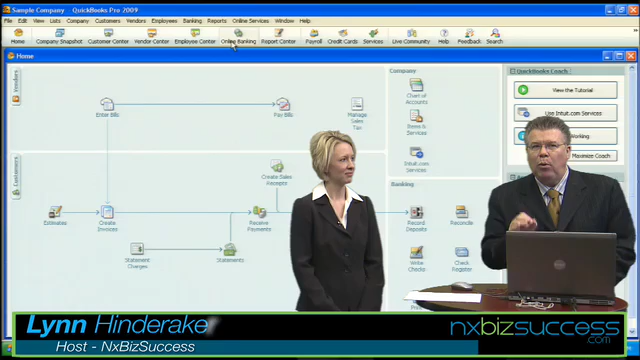 Sample Company - QuickBooks Pro 2009
File Edit View Lists Company Customers Vendors Employees Banking Reports Online Services Window Help
Home Company Snapshot Customer Center Vendor Center Employee Center Online Banking Report Center Payroll Credit Cards Services Live Community Help Feedback Search
Home
Vendors
Enter Bills
Pay Bills
Manage
Sales
Tax
Company
Chart of
Accounts
Items &
Services
Intuit.com
Services
QuickBooks Coach
View the Tutorial
Use Intuit.com Services
Working
Maximize Coach
Customers
Create Sales
Receipts
Estimates
Create
Invoices
Receive
Payments
Statement
Charges
Statements
Banking
Record
Deposits
Reconcile
Write
Checks
Check
Register
Lynn Hinderake
Host - NxBizSuccess
nxbizsuccess
.com